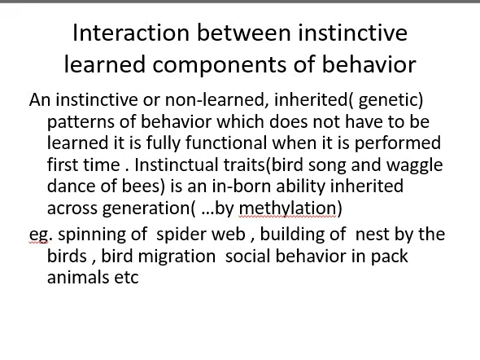 Interaction between instinctive
learned components of behavior
An instinctive or non-learned, inherited( genetic)
patterns of behavior which does not have to be
learned it is fully functional when it is performed
first time . Instinctual traits(bird song and waggle
dance of bees) is an in-born ability inherited
across generation( ...by methylation)
eg. spinning of  spider web , building of  nest by the
birds , bird migration  social behavior in pack
animals etc